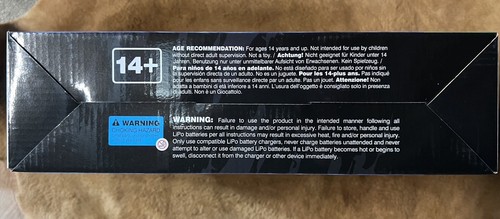 14+
AGE RECOMMENDATION: For ages 14 years and up. Not intended for use by children
without direct adult supervision. Not a toy. / Achtung! Nicht geeignet für Kinder unter 14
Jahren. Benutzung nur unter unmittelbarer Aufsicht von Erwachsenen. Kein Spielzeug. /
Para niños de 14 años en adelante. No está diseñado para ser usado por niños sin
la supervisión directa de un adulto. No es un juguete. Pour les 14-plus ans. Pas indiqué
pour les enfans sans surveillance directe par un adulte. Pas un jouet. Attensione! Non
adatta a bambini di età inferiore a 14 anni. L'usura dell'oggetto è consigliato solo in presenza
di adulti. Non è un Giocattolo.
WARNING
CHOKING HAZARD
WARNING: Failure to use the product in the intended manner following all
instructions can result in damage and/or personal injury. Failure to store, handle and use
LiPo batteries per all instructions may result in excessive heat, fire and/or personal injury.
Only use compatible LiPo battery chargers, never charge batteries unattended and never
attempt to alter or use damaged LiPo batteries. If a LiPo battery becomes hot or begins to
swell, disconnect it from the charger or other device immediately.